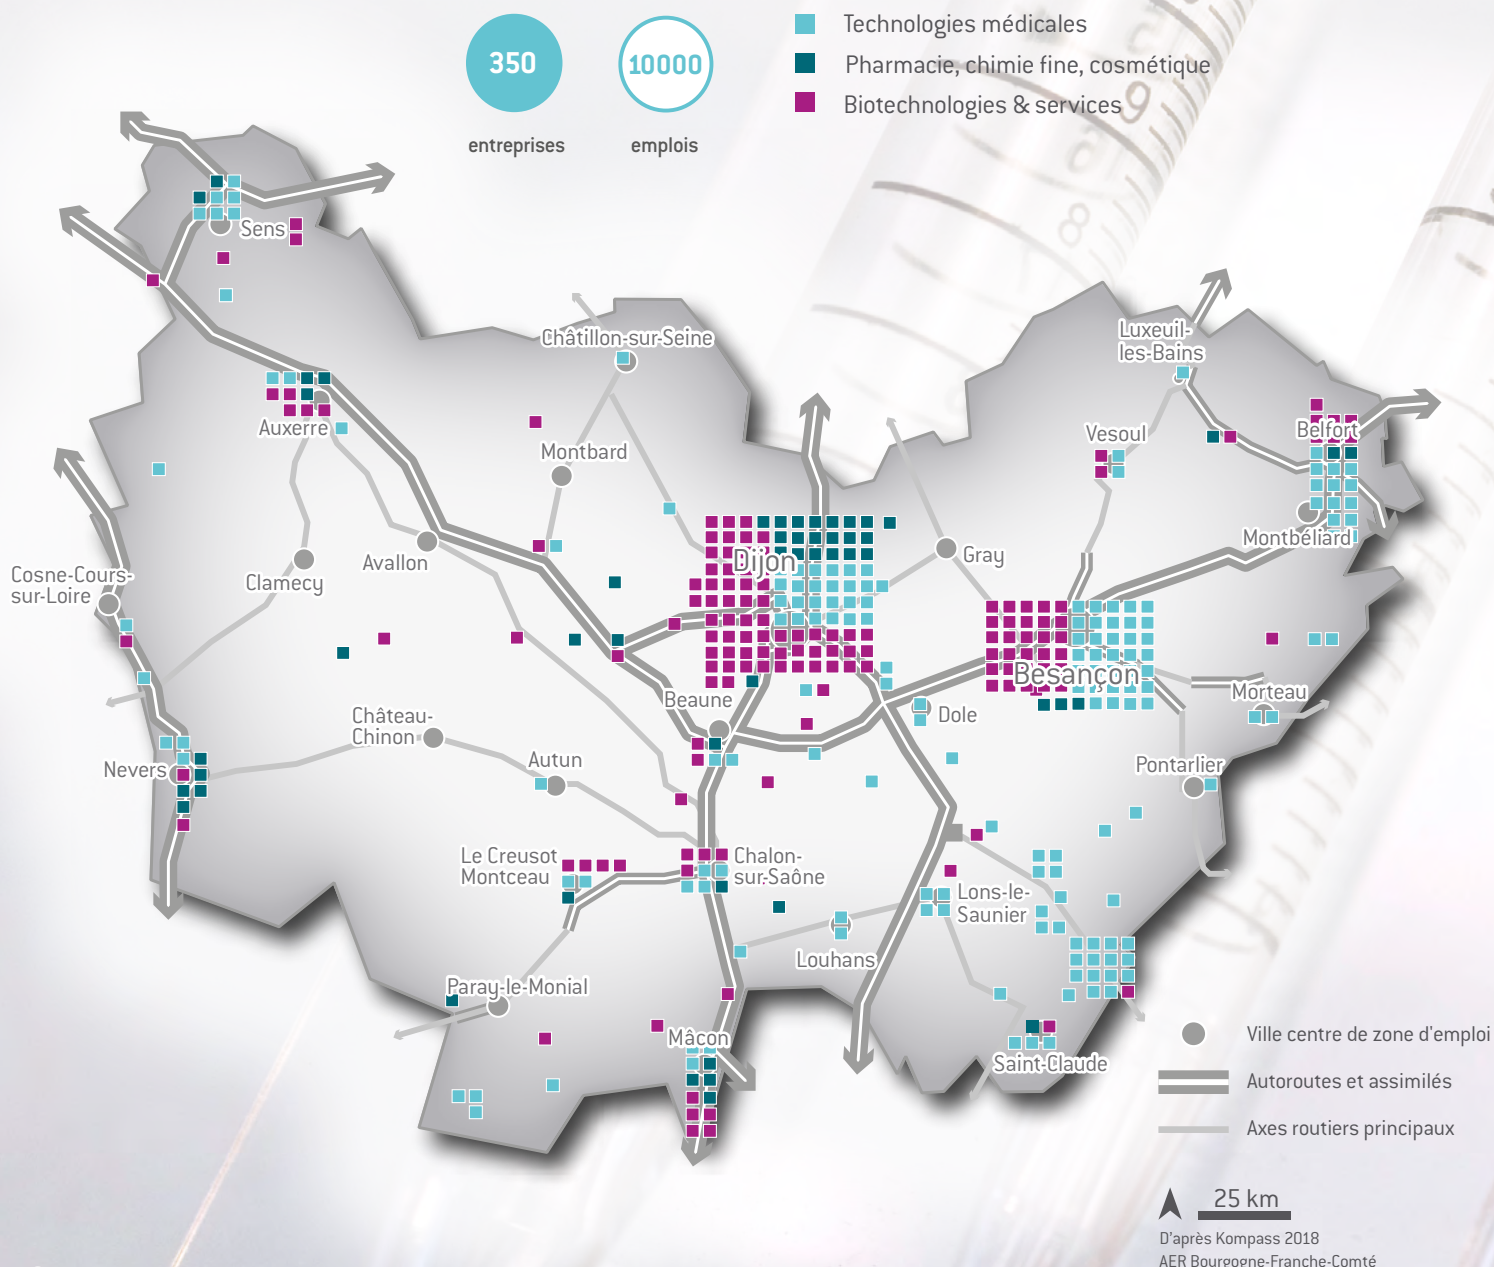 350
10000
entreprises
emplois
Technologies médicales
Pharmacie, chimie fine, cosmétique
Biotechnologies & services
9
8
Sens
Châtillon-sur-Seine
Luxeuil-
les-Bains
Auxerre
Vesoul
Belfort
Montbard
Montbéliard
Dijon
Avallon
Gray
Clamecy
Cosne-Cours-
sur-Loire
Besançon
Morteau
Beaune
Dole
Château-
Chinon
Nevers
Autun
Pontarlier
Le Creusot
Montceau
Chalon-
sur-Saône
Lons-le-
Saunier
Louhans
Paray-le-Monial
Mâcon
Saint-Claude
Ville centre de zone d'emploi
Autoroutes et assimilés
Axes routiers principaux
25 km
D'après Kompass 2018
AER Bourgogne-Franche-Comté